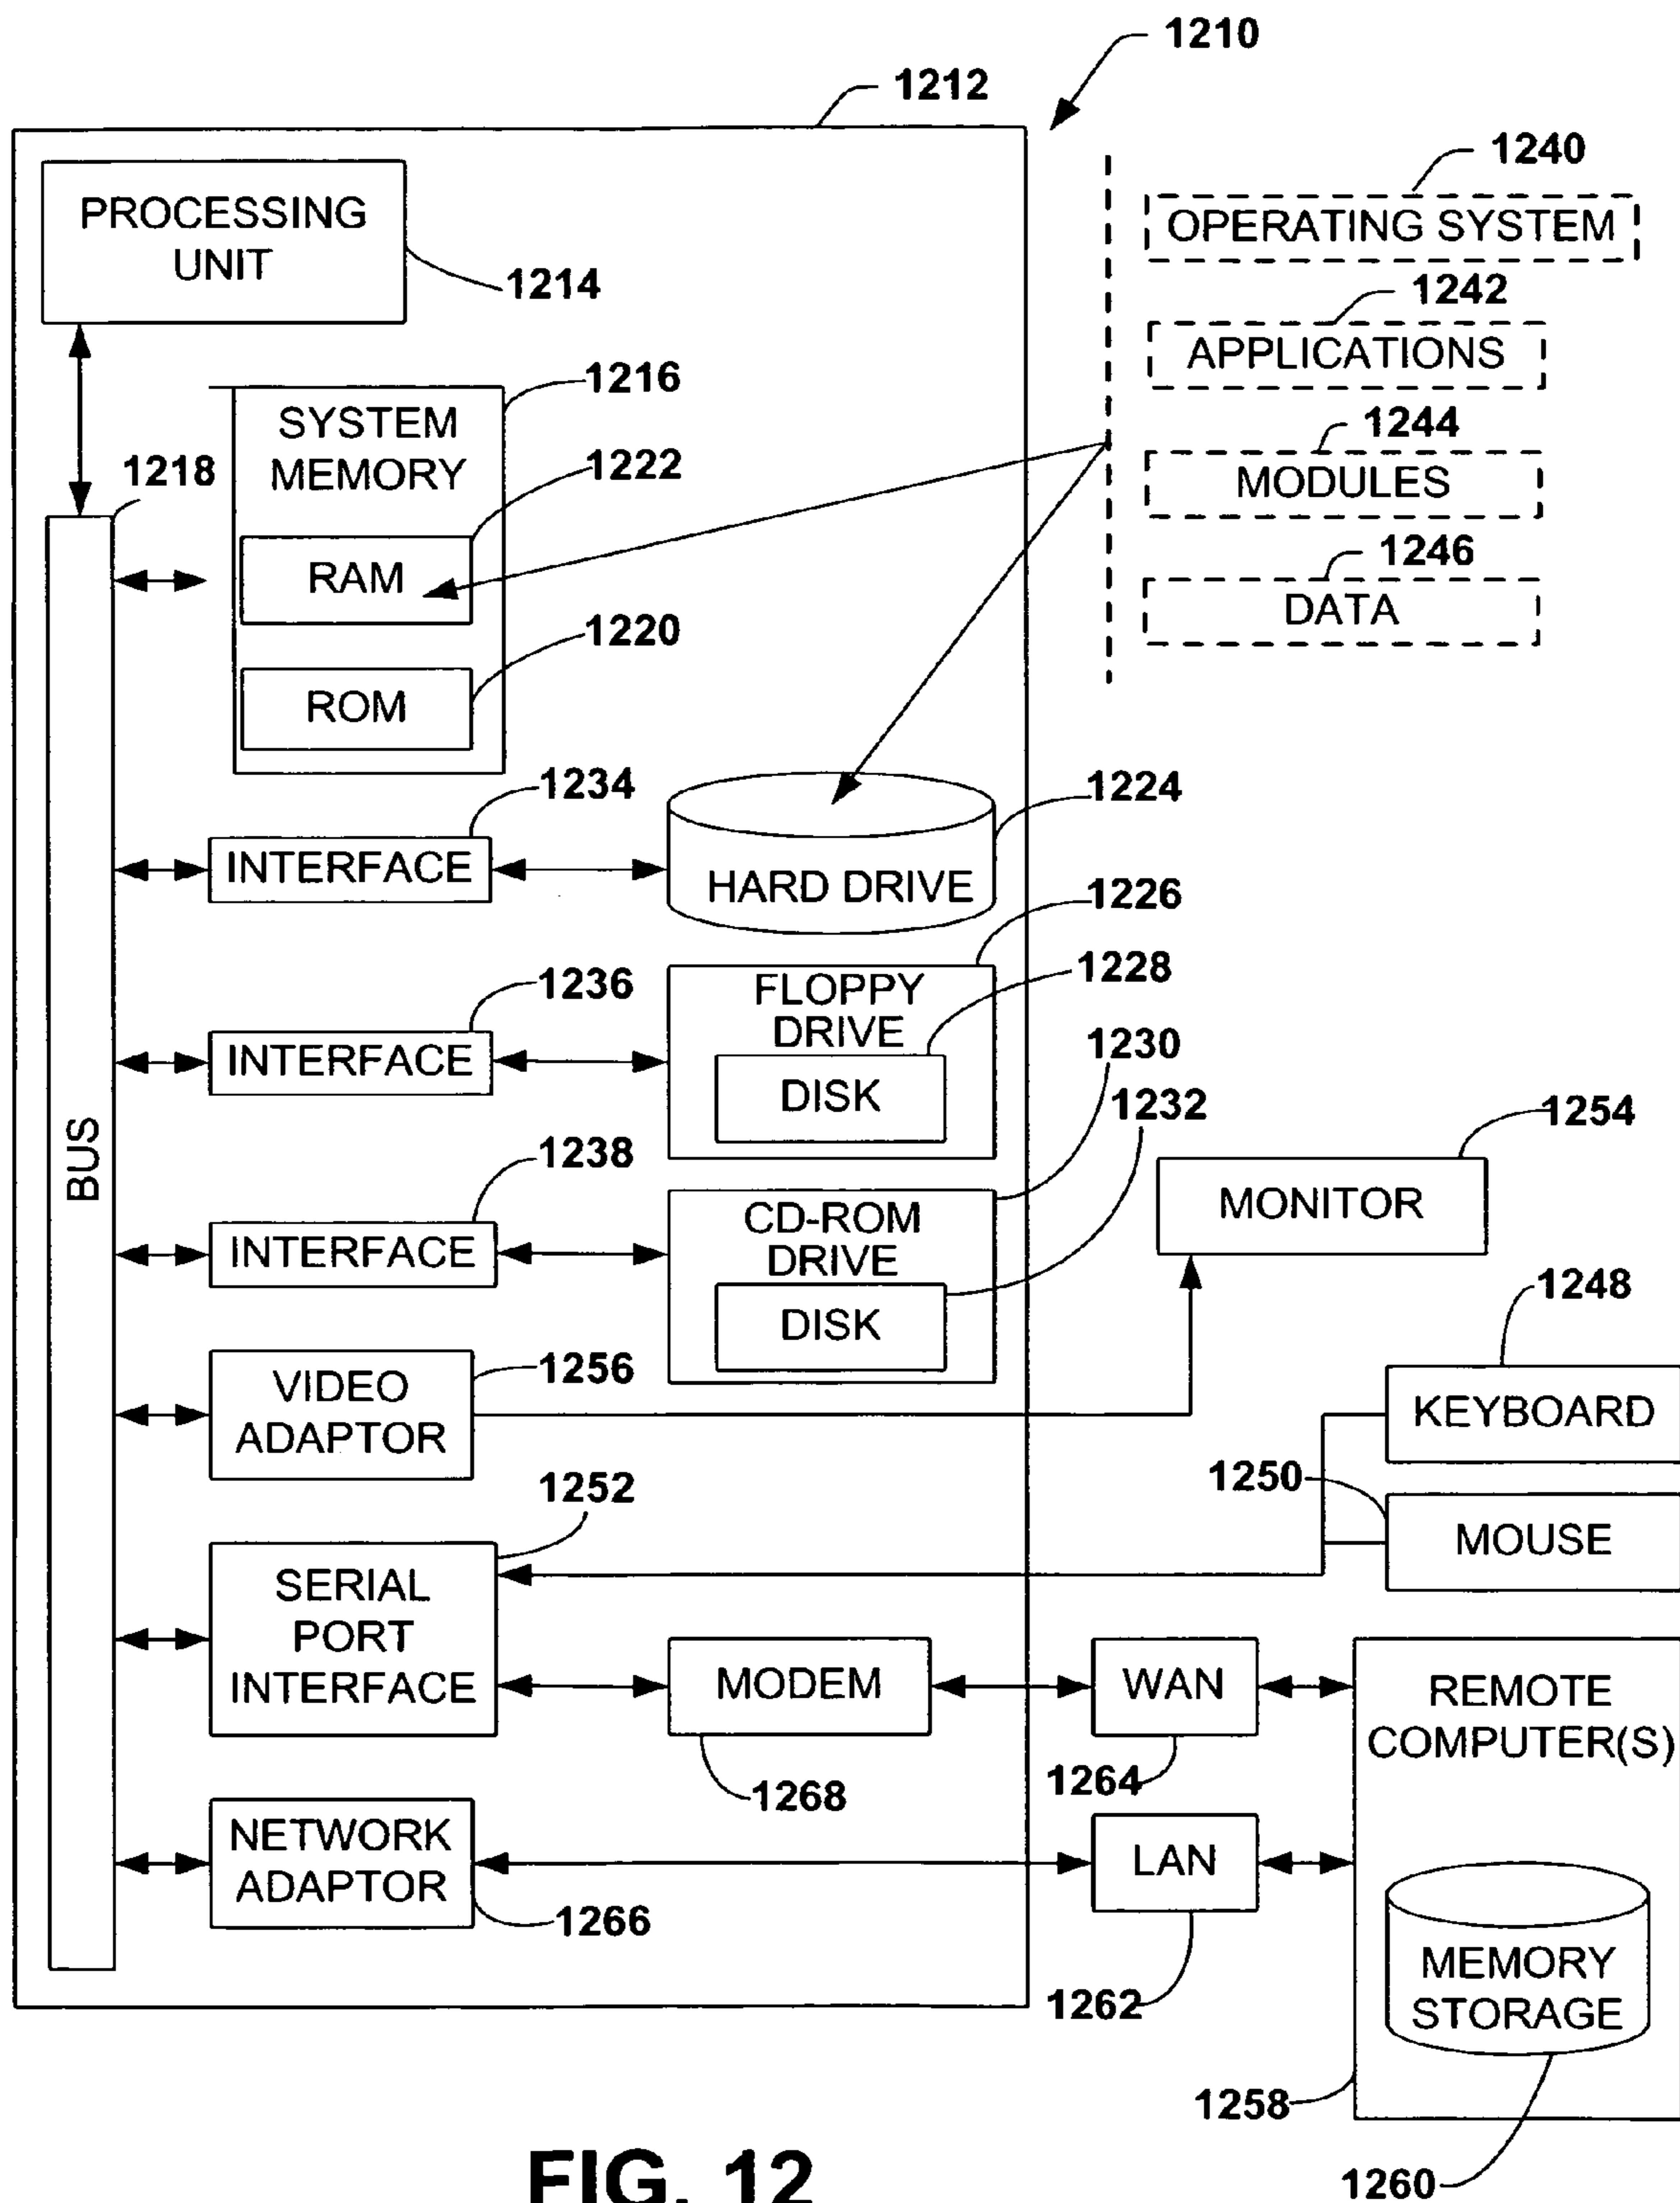 1210
1212
1240
PROCESSING
UNIT
OPERATING SYSTEM
1214
1242
APPLICATIONS
1216
SYSTEM
MEMORY
1244
1218
1222
MODULES
1246
RAM
DATA
1220
ROM
1234
1224
INTERFACE
HARD DRIVE
1226
1236
FLOPPY
DRIVE
1228
INTERFACE
1230
DISK
1232
1254
BUS
1238
MONITOR
CD-ROM
DRIVE
INTERFACE
1248
DISK
1256
VIDEO
ADAPTOR
KEYBOARD
1252
1250
MOUSE
SERIAL
PORT
INTERFACE
MODEM
WAN
REMOTE
COMPUTER(S)
1268
1264
NETWORK
ADAPTOR
LAN
1266
1262
MEMORY
STORAGE
1258
1260
FIG. 12